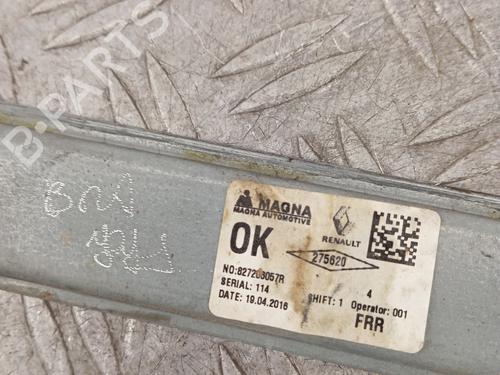 B-PARTS
MAGNA
MAGNA AUTOMOTIVE
RENAULT
OK
275620
NO:827206057R
SERIAL: 114
SHIFT: 1
4
Operator: 001
DATE: 19.04.2016
FRR